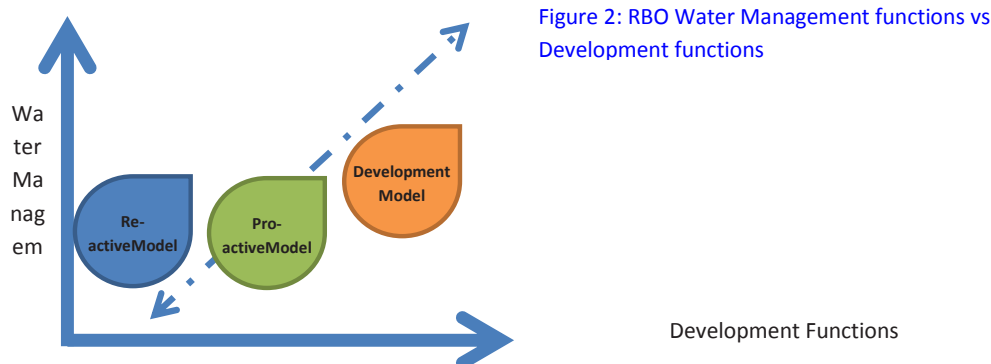 Figure 2: RBO Water Management functions vs
Development functions
Wa
ter
Ma
nag
em
Re-
activeModel
Pro-
activeModel
Development
Model
Development Functions